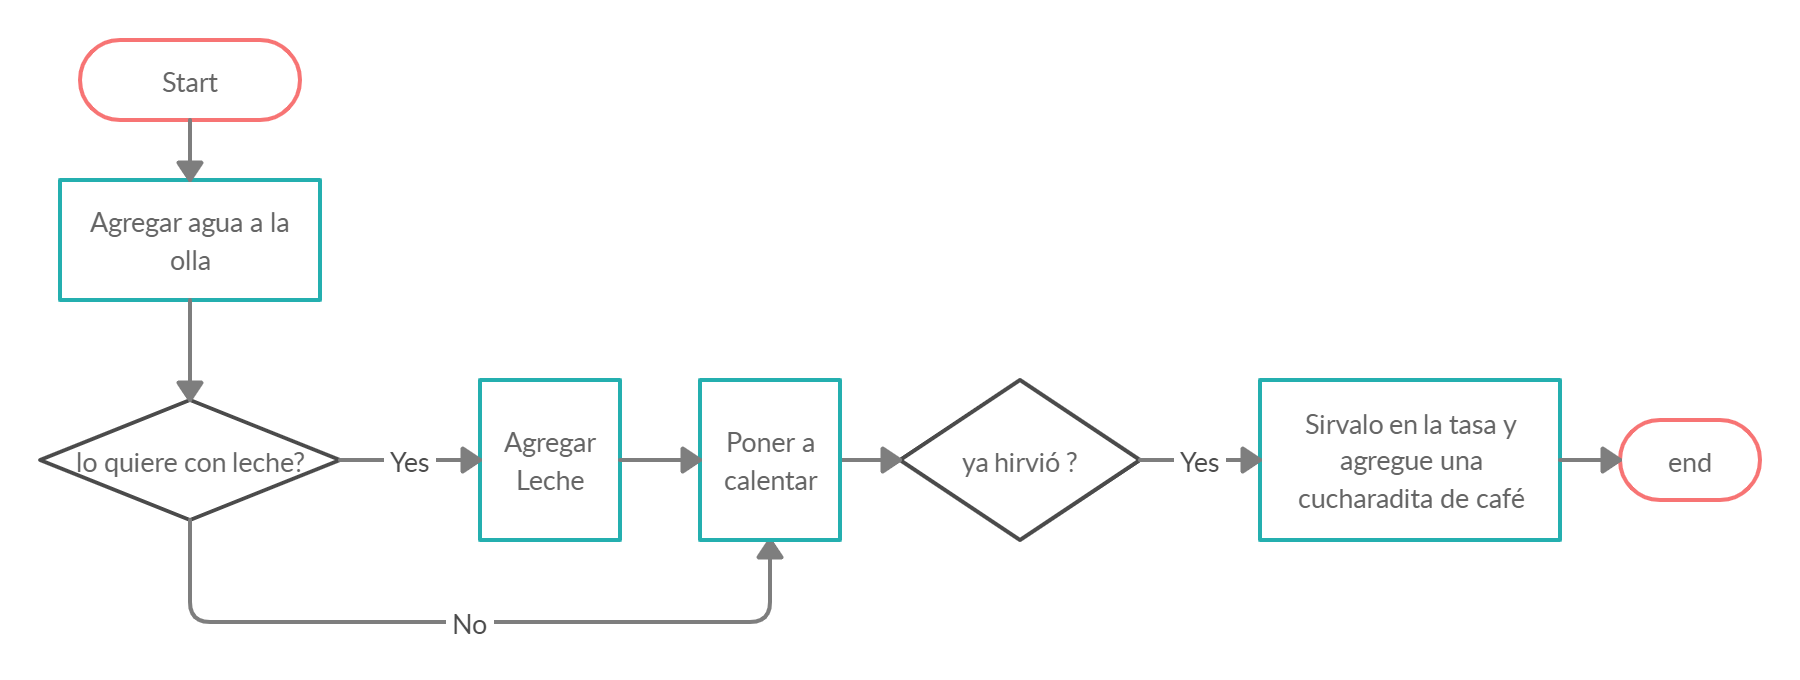 Start
Agregar agua a la
olla
lo quiere con leche?
Yes
Agregar
Leche
Poner a
calentar
ya hirvió ?
Yes
Sirvalo en la tasa y
agregue una
cucharadita de café
end
No